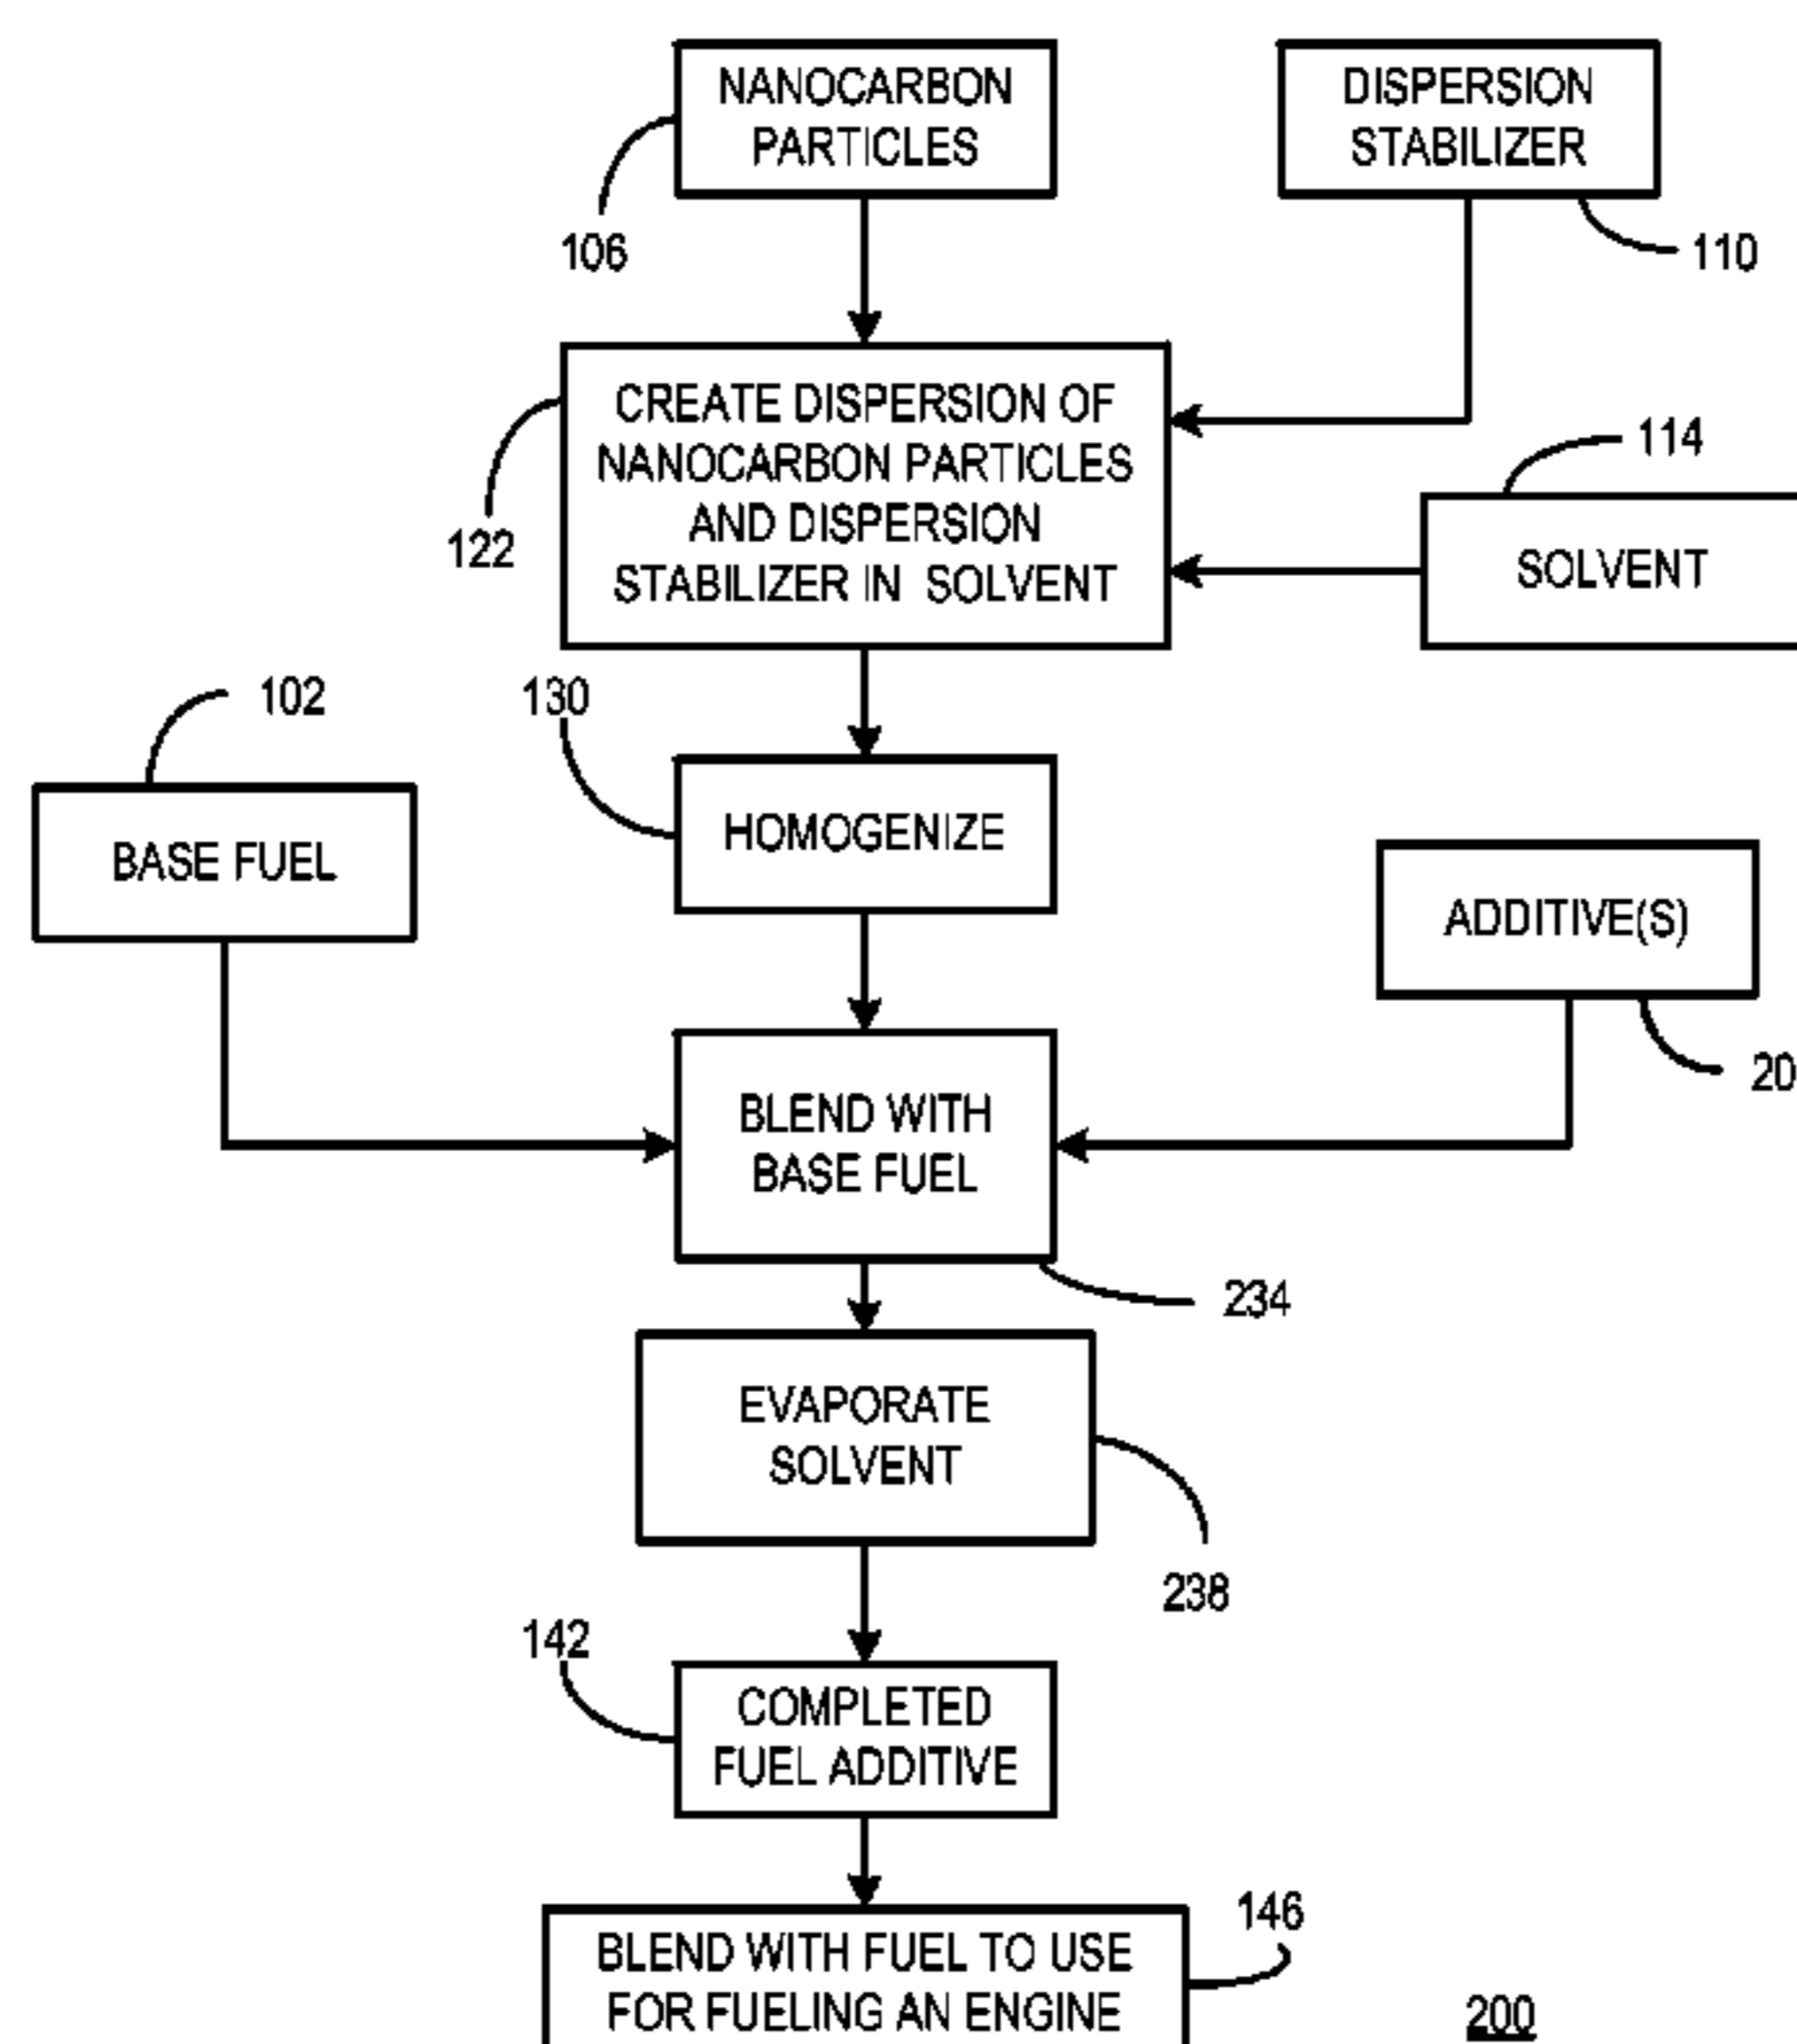 NANOCARBON
PARTICLES
106
DISPERSION
STABILIZER
110
CREATE DISPERSION OF
NANOCARBON PARTICLES
AND DISPERSION
STABILIZER IN SOLVENT
122
114
SOLVENT
102
BASE FUEL
130
HOMOGENIZE
ADDITIVE(S)
20
BLEND WITH
BASE FUEL
234
EVAPORATE
SOLVENT
238
142
COMPLETED
FUEL ADDITIVE
146
BLEND WITH FUEL TO USE
FOR FUELING AN ENGINE
200